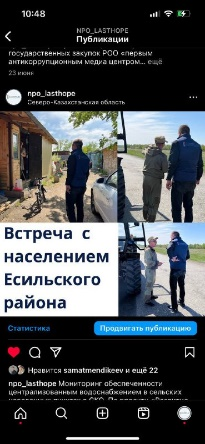 10:48
NPO_LASTHOPE
Публикации
государственных закупок РОО «первым
антикоррупционным медиа центром... ещё
23 июня
npo_lasthope
Северо-Казахстанская область
Встреча с
населением
Есильского
района
Статистика
Продвигать публикацию
Нравится samatmendikeev и ещё 22
npo_lasthope Мониторинг обеспеченности
централизованным водоснабжением в сельских